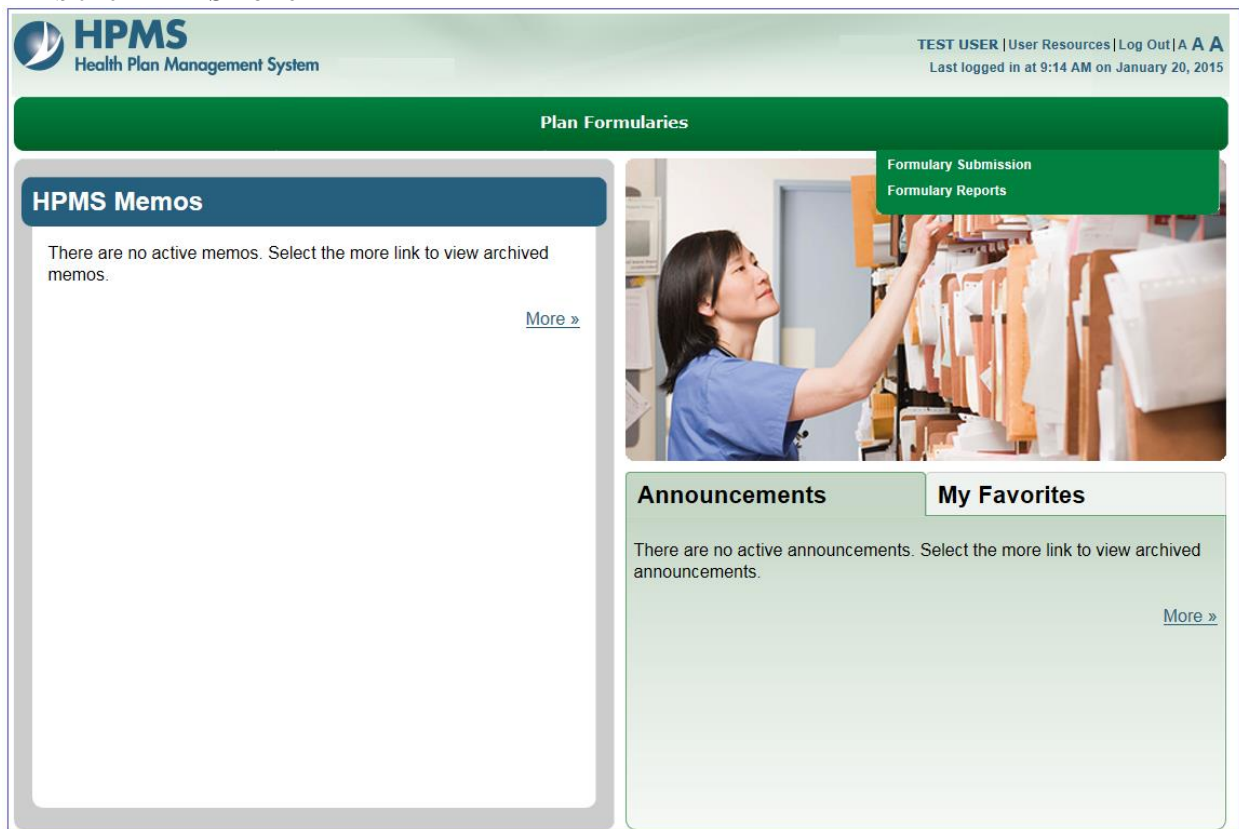 HPMS
Health Plan Management System
TEST USER |User Resources|Log Out|A A A
Last logged in at 9:14 AM on January 20, 2015
Plan Formularies
Formulary Submission
Formulary Reports
HPMS Memos
There are no active memos. Select the more link to view archived
memos.
More »
Announcements
My Favorites
There are no active announcements. Select the more link to view archived
announcements.
More »